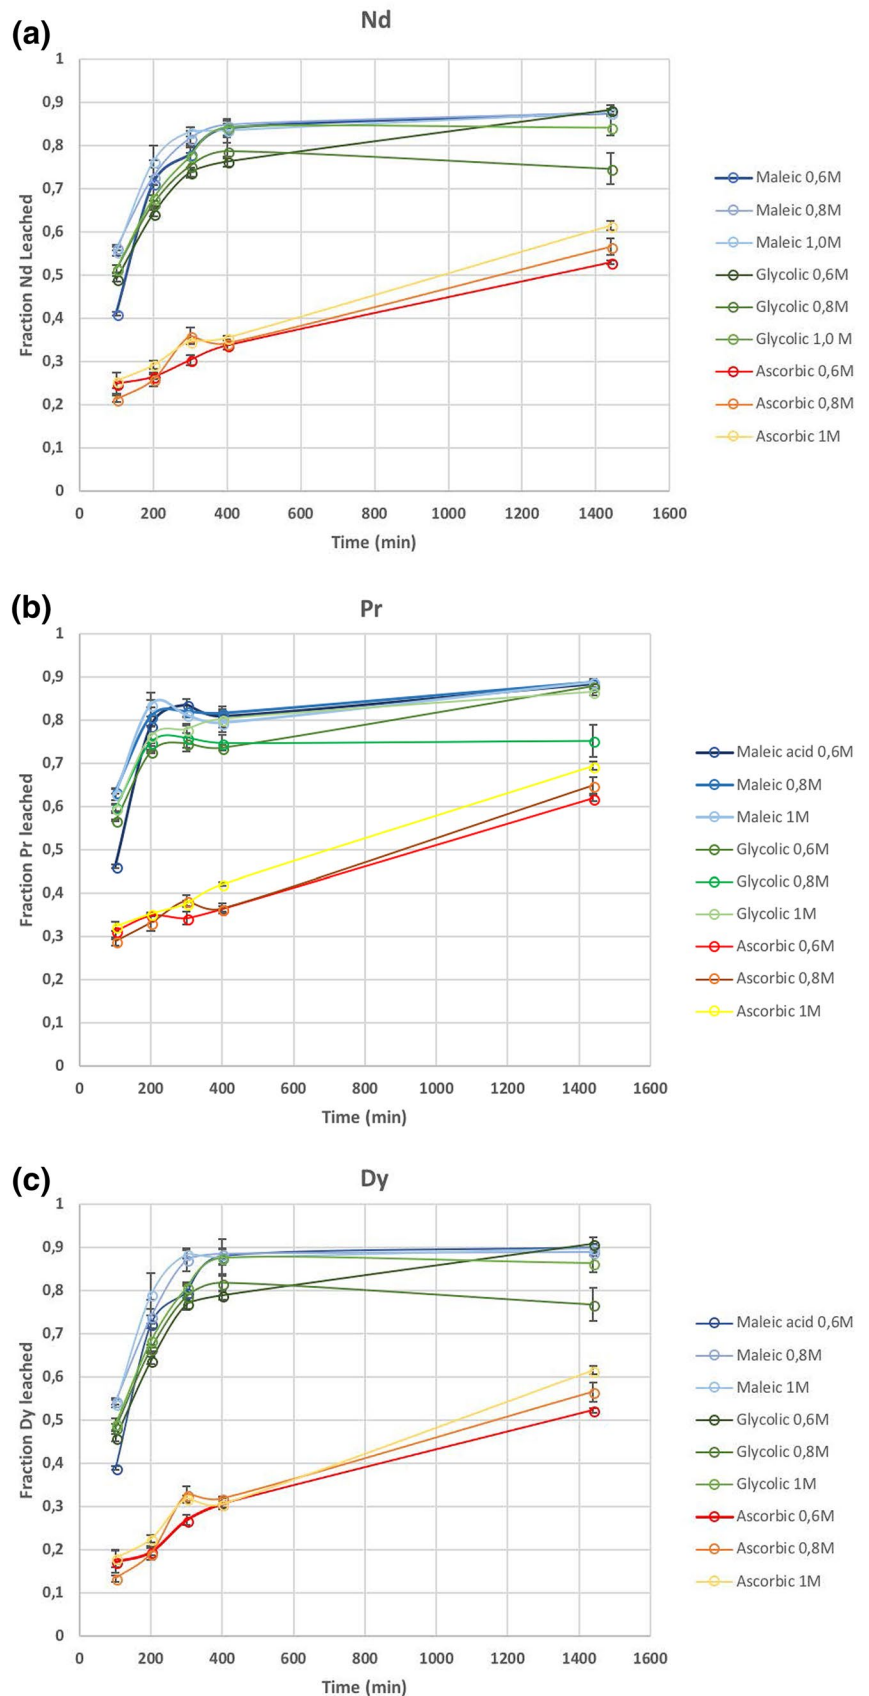 (a)
Nd
1
0,9
0,8
0,7
0,6
0,5
0,4
0,3
0,2
0,1
0
Fraction Nd Leached
0 200 400 600 800 1000 1200 1400 1600
Time (min)
Maleic 0,6M
Maleic 0,8M
Maleic 1,0M
Glycolic 0,6M
Glycolic 0,8M
Glycolic 1,0 M
Ascorbic 0,6M
Ascorbic 0,8M
Ascorbic 1M
(b)
Pr
1
0,9
0,8
0,7
0,6
0,5
0,4
0,3
0,2
0,1
0
Fraction Pr leached
0 200 400 600 800 1000 1200 1400 1600
Time (min)
Maleic acid 0,6M
Maleic 0,8M
Maleic 1M
Glycolic 0,6M
Glycolic 0,8M
Glycolic 1M
Ascorbic 0,6M
Ascorbic 0,8M
Ascorbic 1M
(c)
Dy
1
0,9
0,8
0,7
0,6
0,5
0,4
0,3
0,2
0,1
0
Fraction Dy leached
0 200 400 600 800 1000 1200 1400 1600
Time (min)
Maleic acid 0,6M
Maleic 0,8M
Maleic 1M
Glycolic 0,6M
Glycolic 0,8M
Glycolic 1M
Ascorbic 0,6M
Ascorbic 0,8M
Ascorbic 1M